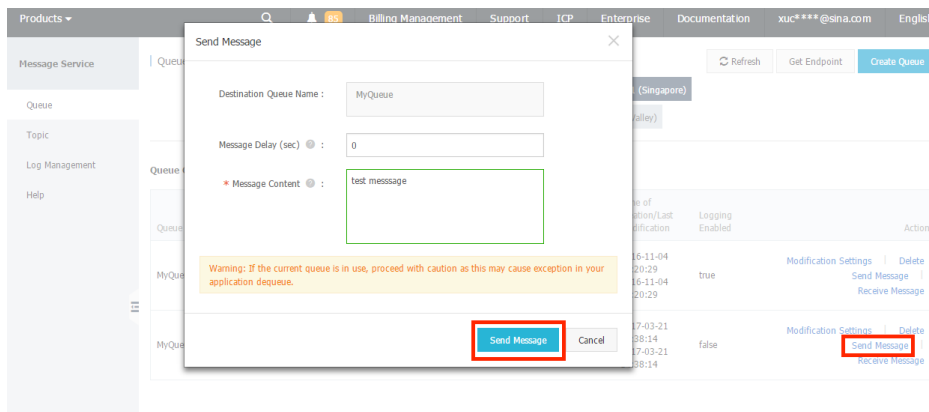 Products
85
Billing Management
Support
ICP
Enterprise
Documentation
xuc****@sina.com
English
Message Service
Queue
Topic
Log Management
Help
Refresh
Get Endpoint
Create Queue
(Singapore)
Send Message
Destination Queue Name :
MyQueue
Message Delay (sec) :
0
* Message Content :
test messsage
Warning: If the current queue is in use, proceed with caution as this may cause exception in your
application dequeue.
Send Message
Cancel
Queue
Logging
Enabled
Action
16-11-04
:20:29
16-11-04
:20:29
true
Modification Settings
Delete
Send Message
Receive Message
17-03-21
:38:14
17-03-21
:38:14
false
Modification Settings
Delete
Send Message
Receive Message